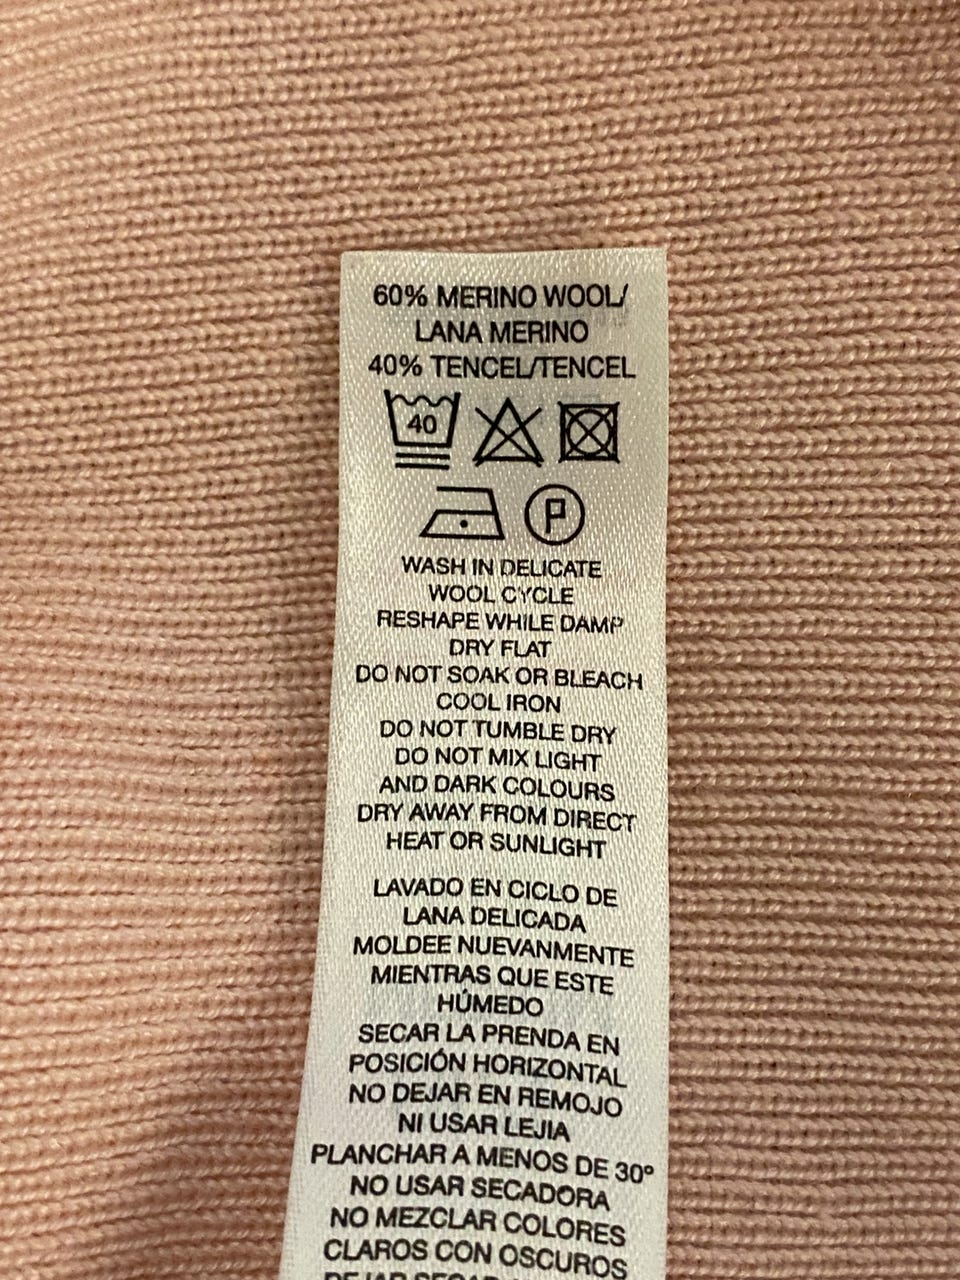 60% MERINO WOOL/
LANA MERINO
40% TENCEL/TENCEL
40
P
WASH IN DELICATE
WOOL CYCLE
RESHAPE WHILE DAMP
DRY FLAT
DO NOT SOAK OR BLEACH
COOL IRON
DO NOT TUMBLE DRY
DO NOT MIX LIGHT
AND DARK COLOURS
DRY AWAY FROM DIRECT
HEAT OR SUNLIGHT
LAVADO EN CICLO DE
LANA DELICADA
MOLDEE NUEVANMENTE
MIENTRAS QUE ESTE
HÚMEDO
SECAR LA PRENDA EN
POSICIÓN HORIZONTAL
NO DEJAR EN REMOJO
NI USAR LEJIA
PLANCHAR A MENOS DE 30º
NO USAR SECADORA
NO MEZCLAR COLORES
CLAROS CON OSCUROS
DEJAR SECAR